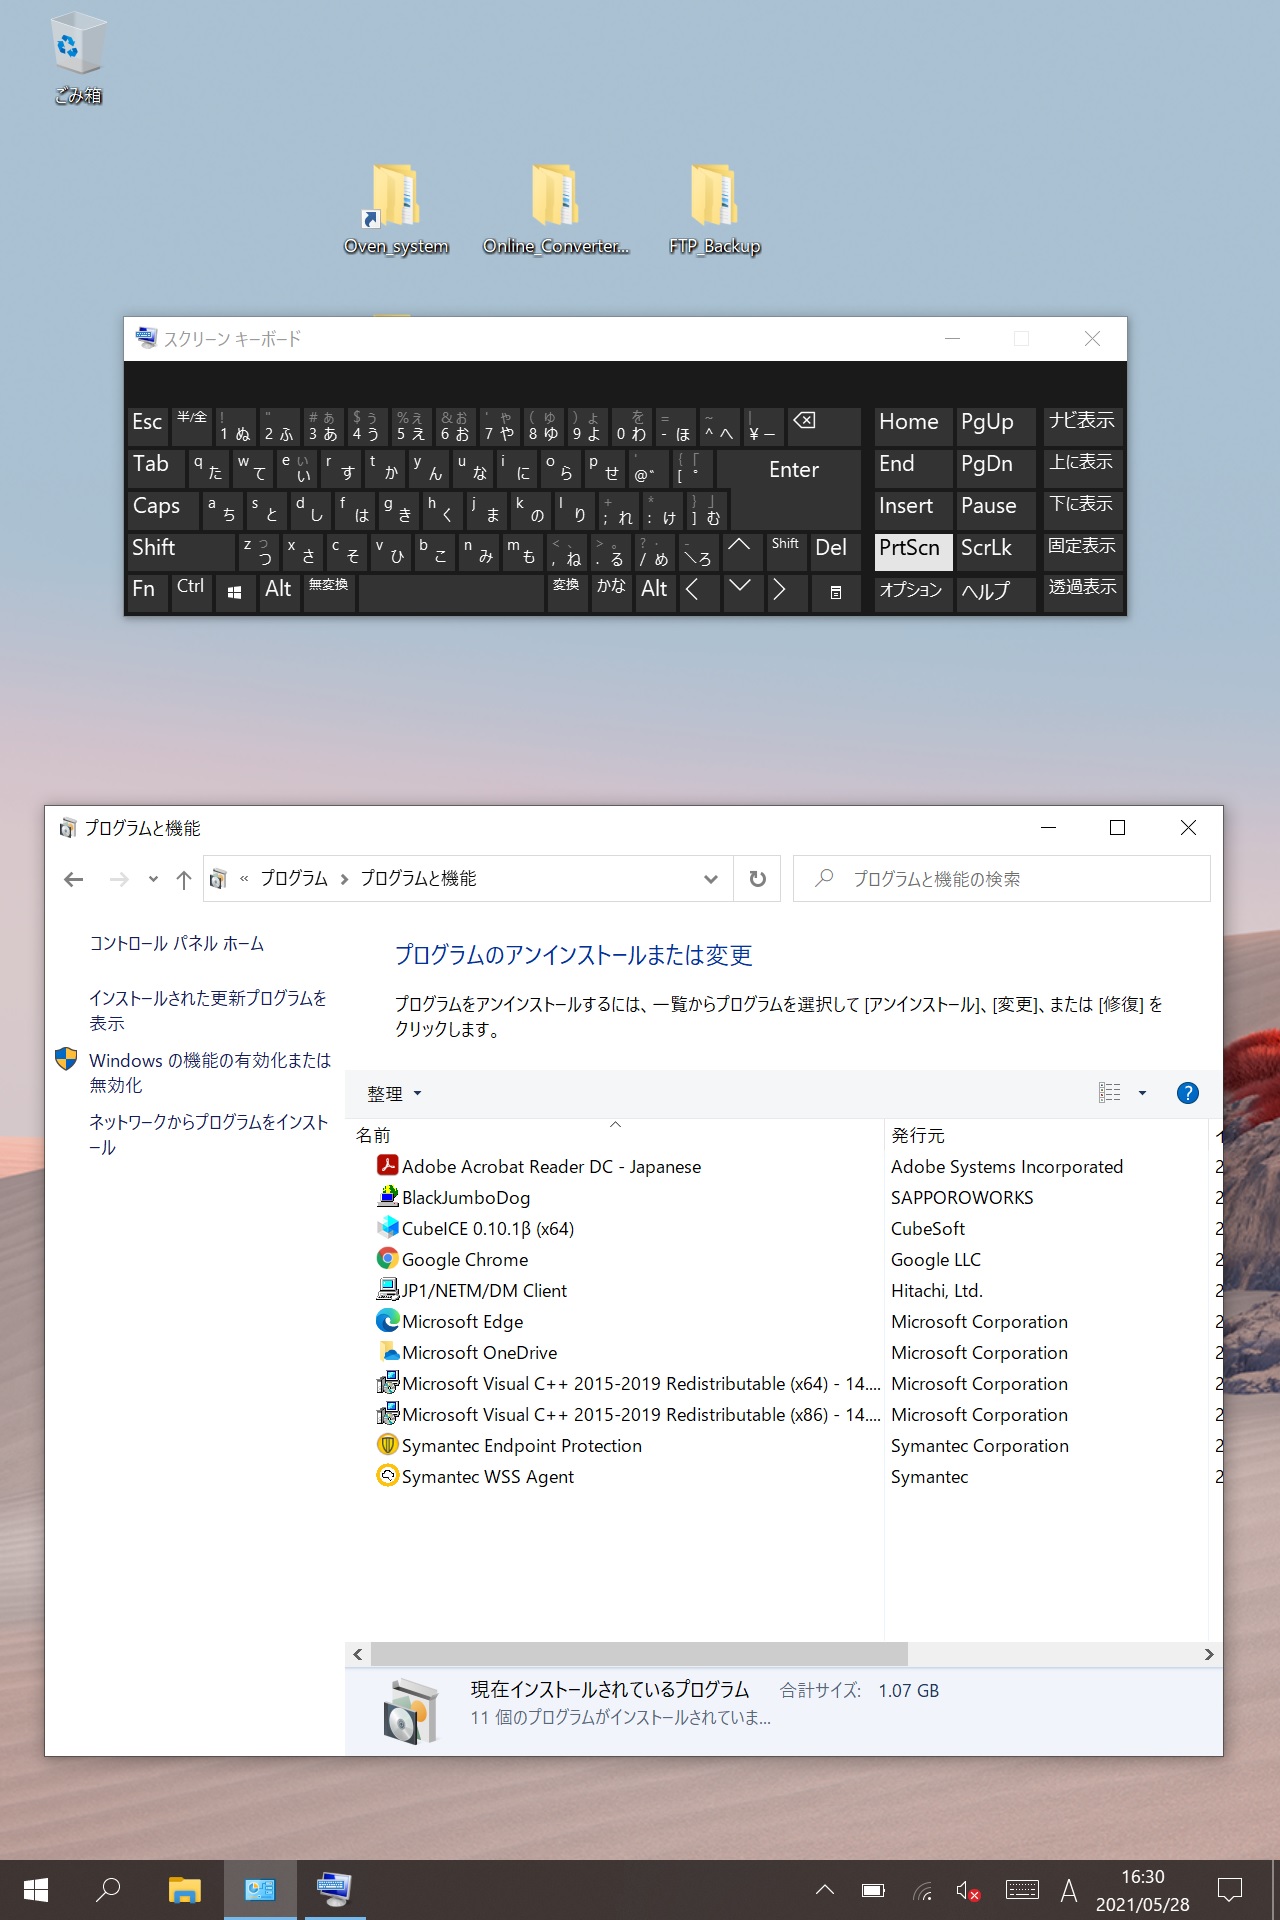 ごみ箱
Oven_system
Online_Converter...
FTP_Backup
スクリーン キーボード
Esc 半/全 ! 1 ぬ " 2 ふ # ぁ 3 あ $ ぅ 4 う % ぇ 5 え & ぉ 6 お ' ゃ 7 や ( ゅ 8 ゆ ) ょ 9 よ を 0 わ = - ほ ~ ^ へ | ¥ ー Home PgUp ナビ表示
Tab q た w て e ぃ い r す t か y ん u な i に o ら p せ ` @ ゛ { 「 [ ゜ Enter End PgDn 上に表示
Caps a ち s と d し f は g き h く j ま k の l り + ; れ * : け } 」 ] む Insert Pause 下に表示
Shift z っ つ x さ c そ v ひ b こ n み m も < 、 , ね > 。 . る ? ・ / め _ \ ろ Shift Del PrtScn ScrLk 固定表示
Fn Ctrl Alt 無変換 変換 かな Alt オプション ヘルプ 透過表示
プログラムと機能
« プログラム > プログラムと機能
プログラムと機能の検索
コントロール パネル ホーム
インストールされた更新プログラムを
表示
Windows の機能の有効化または
無効化
ネットワークからプログラムをインスト
ール
プログラムのアンインストールまたは変更
プログラムをアンインストールするには、一覧からプログラムを選択して [アンインストール]、[変更]、または [修復] を
クリックします。
整理
名前 発行元
Adobe Acrobat Reader DC - Japanese Adobe Systems Incorporated 2
BlackJumboDog SAPPOROWORKS 2
CubeICE 0.10.1β (x64) CubeSoft 2
Google Chrome Google LLC 2
JP1/NETM/DM Client Hitachi, Ltd. 2
Microsoft Edge Microsoft Corporation 2
Microsoft OneDrive Microsoft Corporation 2
Microsoft Visual C++ 2015-2019 Redistributable (x64) - 14.... Microsoft Corporation 2
Microsoft Visual C++ 2015-2019 Redistributable (x86) - 14.... Microsoft Corporation 2
Symantec Endpoint Protection Symantec Corporation 2
Symantec WSS Agent Symantec 2
現在インストールされているプログラム 合計サイズ: 1.07 GB
11 個のプログラムがインストールされていま...
A
16:30
2021/05/28